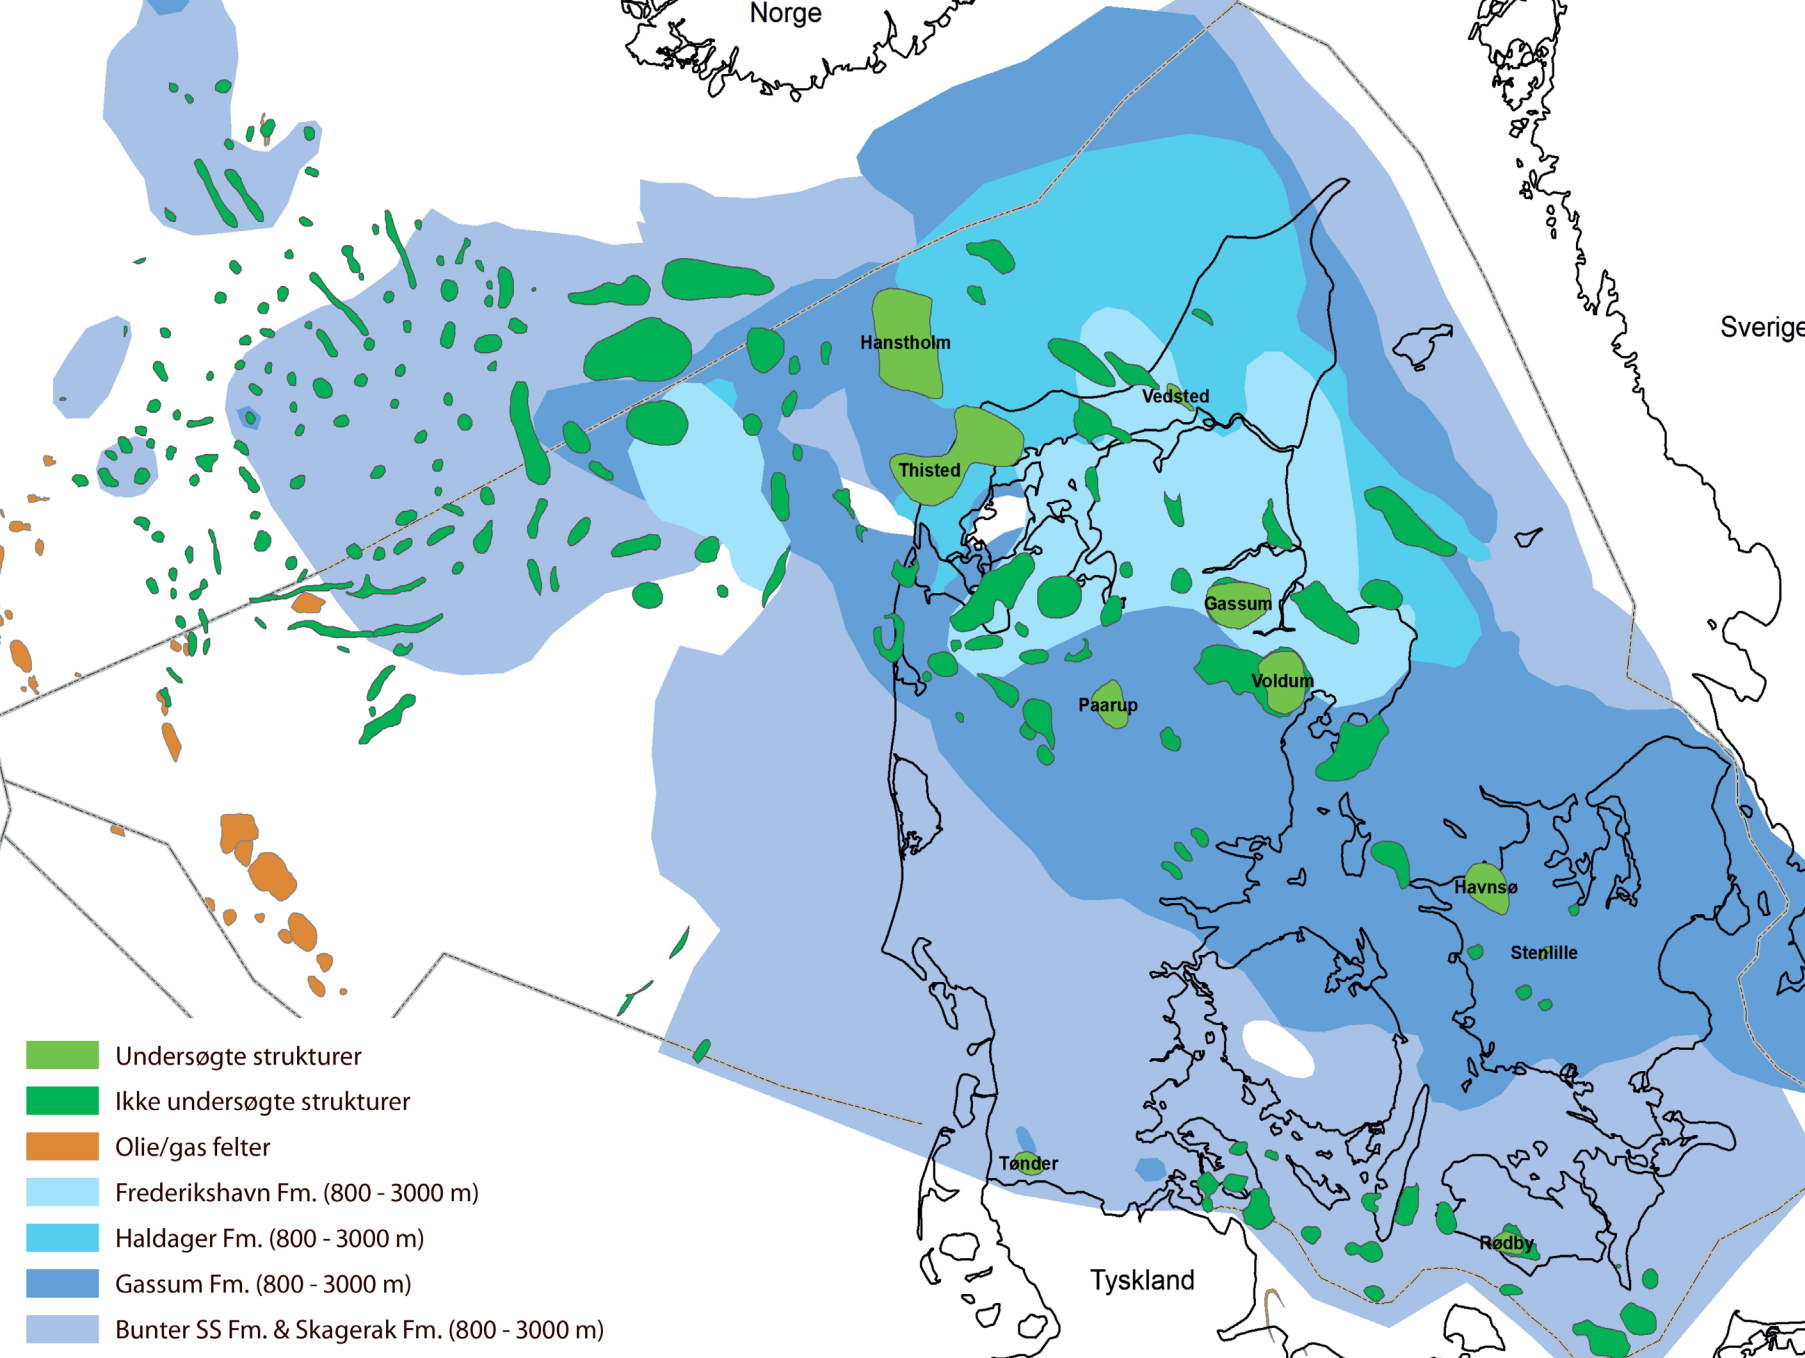 Norge
Sverige
Hanstholm
Vedsted
Thisted
Gassum
Voldum
Paarup
Havnsø
Stenlille
Tønder
Rødby
Tyskland
Undersøgte strukturer
Ikke undersøgte strukturer
Olie/gas felter
Frederikshavn Fm. (800 - 3000 m)
Haldager Fm. (800 - 3000 m)
Gassum Fm. (800 - 3000 m)
Bunter SS Fm. & Skagerak Fm. (800 - 3000 m)